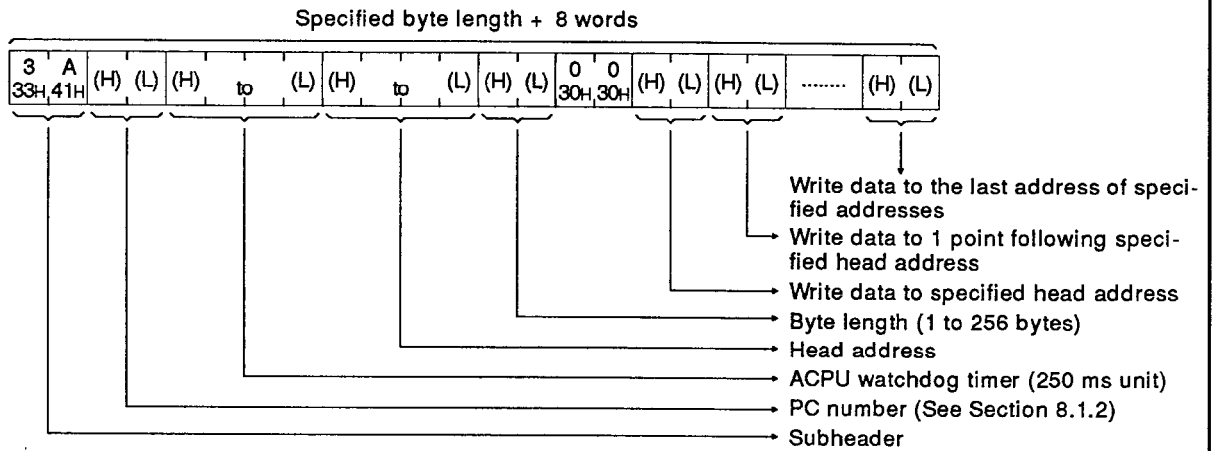 Specified byte length + 8 words
3 A (H) (L) (H) to (L) (H) to (L) (H) (L) 0 0 (H) (L) (H) (L) ········ (H) (L)
33H 41H 30H 30H
Write data to the last address of speci-
fied addresses
Write data to 1 point following speci-
fied head address
Write data to specified head address
Byte length (1 to 256 bytes)
Head address
ACPU watchdog timer (250 ms unit)
PC number (See Section 8.1.2)
Subheader